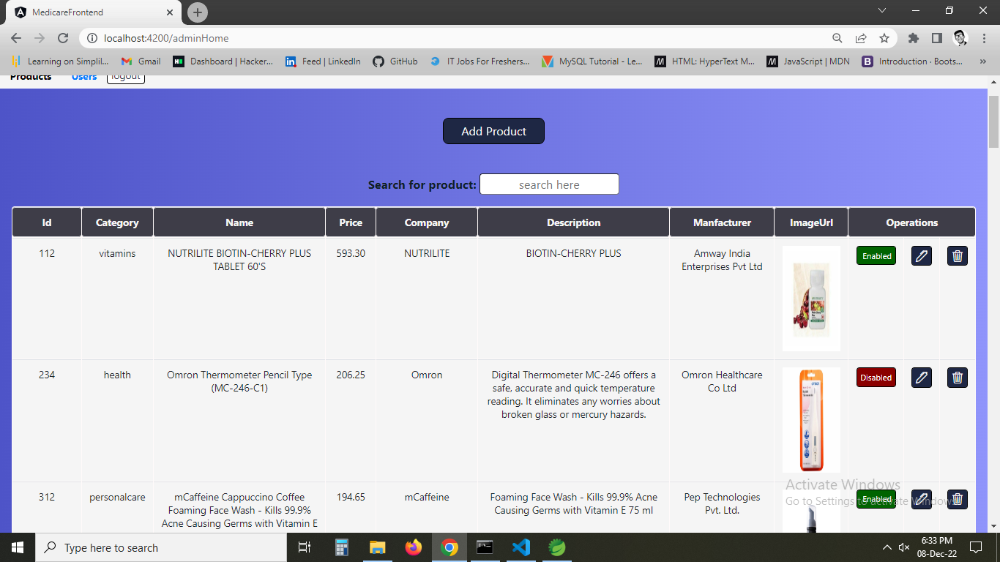 MedicareFrontend
localhost:4200/adminHome
Learning on Simplil...
Gmail
Dashboard | Hacker...
Feed | LinkedIn
GitHub
IT Jobs For Freshers...
MySQL Tutorial - Le...
HTML: HyperText M...
JavaScript | MDN
Introduction · Boots...
Products Users logout
Add Product
Search for product: search here
Id Category Name Price Company Description Manfacturer ImageUrl Operations
112 vitamins NUTRILITE BIOTIN-CHERRY PLUS 593.30 NUTRILITE BIOTIN-CHERRY PLUS Amway India Enabled
TABLET 60'S Enterprises Pvt Ltd
234 health Omron Thermometer Pencil Type 206.25 Omron Digital Thermometer MC-246 offers a Omron Healthcare Disabled
(MC-246-C1) safe, accurate and quick temperature Co Ltd
reading. It eliminates any worries about
broken glass or mercury hazards.
312 personalcare mCaffeine Cappuccino Coffee 194.65 mCaffeine Foaming Face Wash - Kills 99.9% Acne Pep Technologies Enabled
Foaming Face Wash - Kills 99.9% Causing Germs with Vitamin E 75 ml Pvt. Ltd.
Acne Causing Germs with Vitamin E
Activate Windows
Go to Settings to activate Windows.
Type here to search
6:33 PM
08-Dec-22